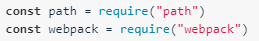 const path = require("path")
const webpack = require("webpack")